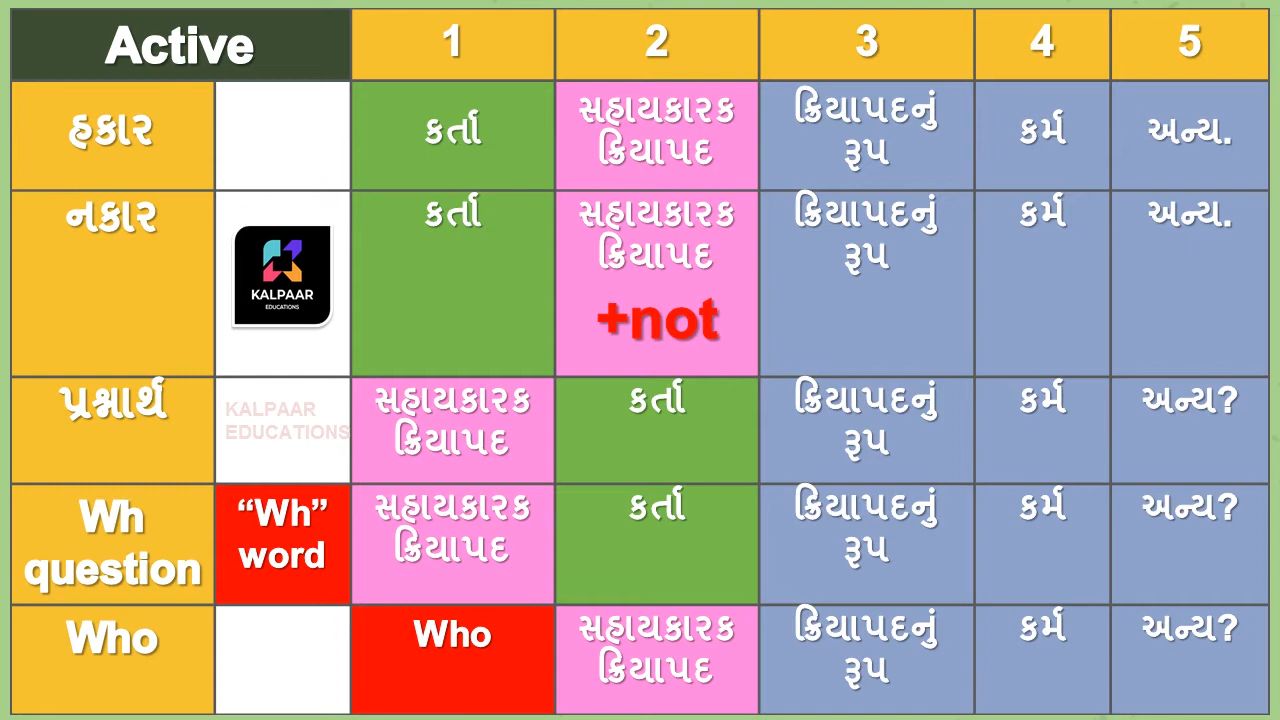 Active 1 2 3 4 5
હકાર કર્તા સહાયકારક ક્રિયાપદ ક્રિયાપદનું રૂપ કર્મ અન્ય.
નકાર કર્તા સહાયકારક ક્રિયાપદ +not ક્રિયાપદનું રૂપ કર્મ અન્ય.
KALPAAR
EDUCATIONS
પ્રશ્નાર્થ KALPAAR EDUCATIONS સહાયકારક ક્રિયાપદ કર્તા ક્રિયાપદનું રૂપ કર્મ અન્ય?
Wh question “Wh” word સહાયકારક ક્રિયાપદ કર્તા ક્રિયાપદનું રૂપ કર્મ અન્ય?
Who Who સહાયકારક ક્રિયાપદ ક્રિયાપદનું રૂપ કર્મ અન્ય?